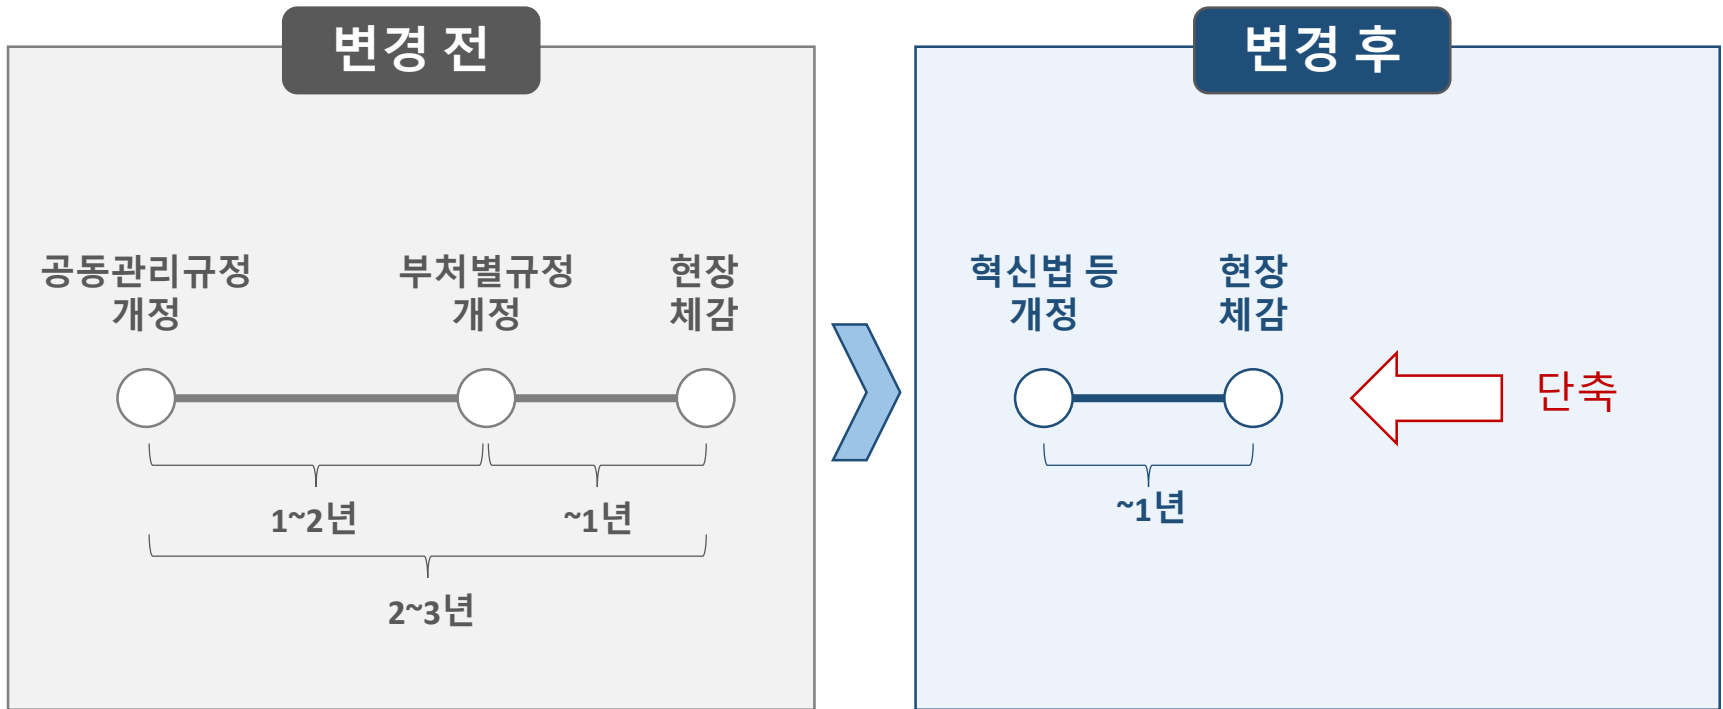 변경 전
공동관리규정
개정
부처별규정
개정
현장
체감
1~2년
~1년
2~3년
변경 후
혁신법 등
개정
현장
체감
~1년
단축